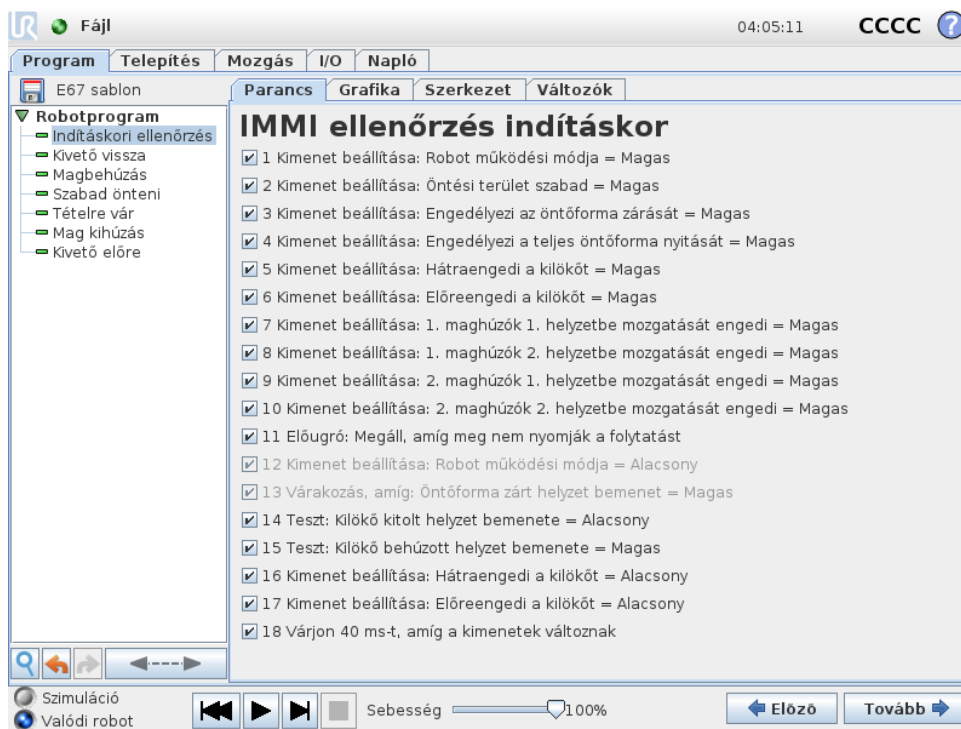 UR Fájl 04:05:11 CCCC ?
Program Telepítés Mozgás I/O Napló
E67 sablon
Parancs Grafika Szerkezet Változók
Robotprogram
Indításkori ellenőrzés
Kivető vissza
Magbehúzás
Szabad önteni
Tételre vár
Mag kihúzás
Kivető előre
IMMI ellenőrzés indításkor
1 Kimenet beállítása: Robot működési módja = Magas
2 Kimenet beállítása: Öntési terület szabad = Magas
3 Kimenet beállítása: Engedélyezi az öntőforma zárását = Magas
4 Kimenet beállítása: Engedélyezi a teljes öntőforma nyitását = Magas
5 Kimenet beállítása: Hátraengedi a kilökőt = Magas
6 Kimenet beállítása: Előreengedi a kilökőt = Magas
7 Kimenet beállítása: 1. maghúzók 1. helyzetbe mozgatását engedi = Magas
8 Kimenet beállítása: 1. maghúzók 2. helyzetbe mozgatását engedi = Magas
9 Kimenet beállítása: 2. maghúzók 1. helyzetbe mozgatását engedi = Magas
10 Kimenet beállítása: 2. maghúzók 2. helyzetbe mozgatását engedi = Magas
11 Előugró: Megáll, amíg meg nem nyomják a folytatást
12 Kimenet beállítása: Robot működési módja = Alacsony
13 Várakozás, amíg: Öntőforma zárt helyzet bemenet = Magas
14 Teszt: Kilökő kitolt helyzet bemenete = Alacsony
15 Teszt: Kilökő behúzott helyzet bemenete = Magas
16 Kimenet beállítása: Hátraengedi a kilökőt = Alacsony
17 Kimenet beállítása: Előreengedi a kilökőt = Alacsony
18 Várjon 40 ms-t, amíg a kimenetek változnak
Szimuláció
Valódi robot
Sebesség 100%
Előző Tovább